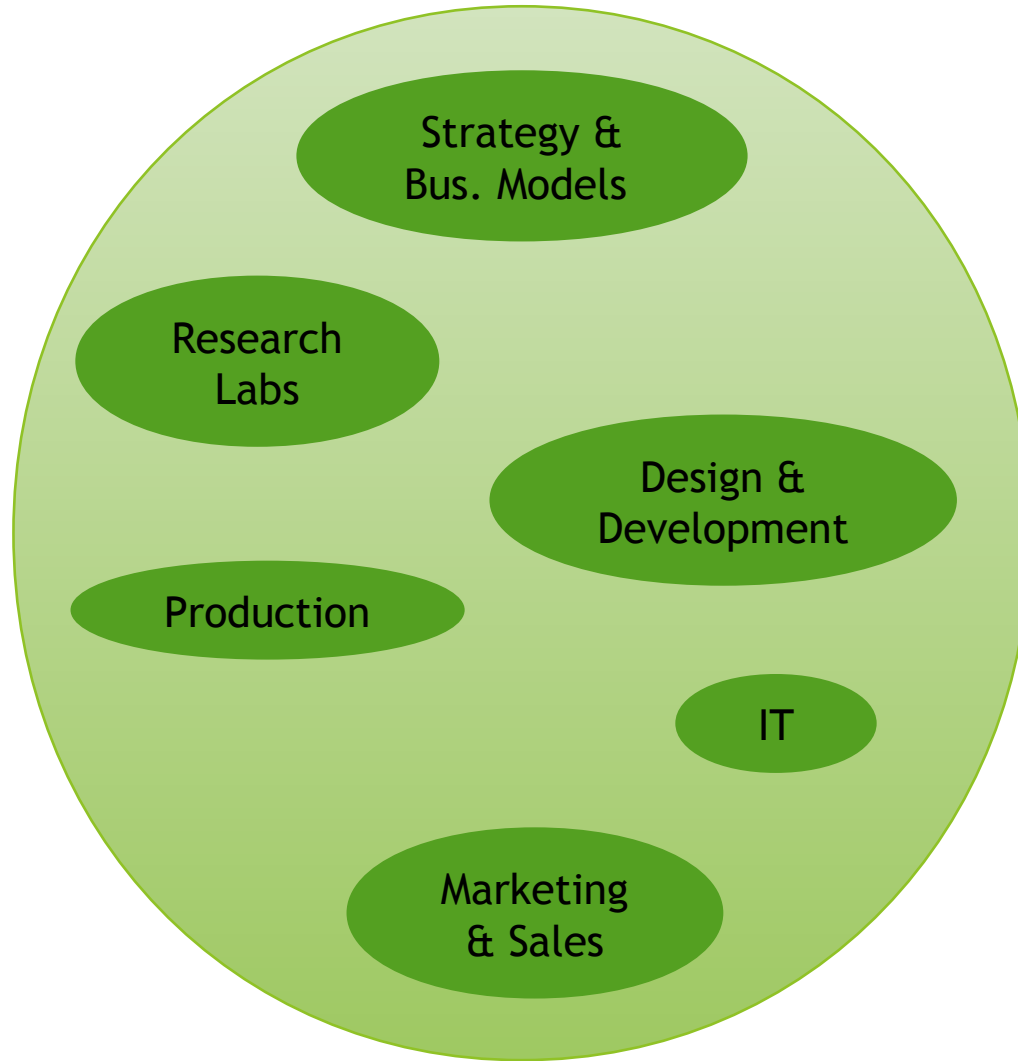 Strategy &
Bus. Models
Research
Labs
Design &
Development
Production
IT
Marketing
& Sales